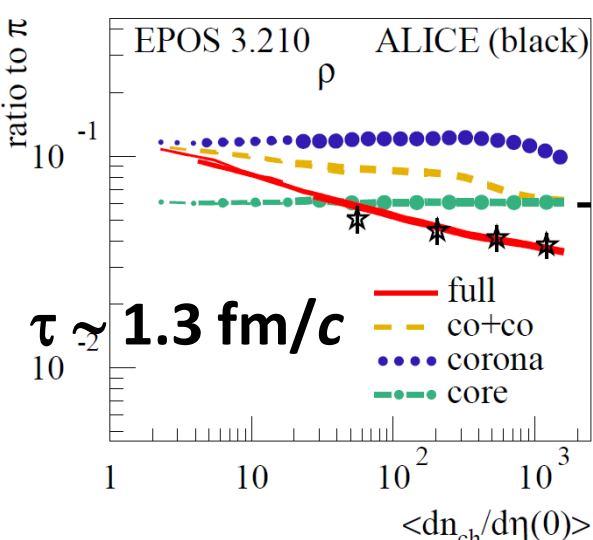 ratio to π
EPOS 3.210
ALICE (black)
ρ
10 -1
τ ~ 1.3 fm/c
10 -2
full
co+co
corona
core
1 10 10 2 10 3
<dn_ch/dη(0)>